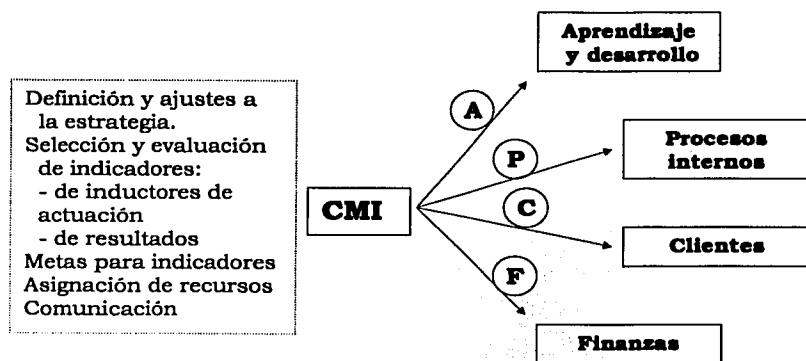 Definición y ajustes a
la estrategia.
Selección y evaluación
de indicadores:
- de inductores de
actuación
- de resultados
Metas para indicadores
Asignación de recursos
Comunicación
CMI
A
P
C
F
Aprendizaje
y desarrollo
Procesos
internos
Clientes
Finanzas